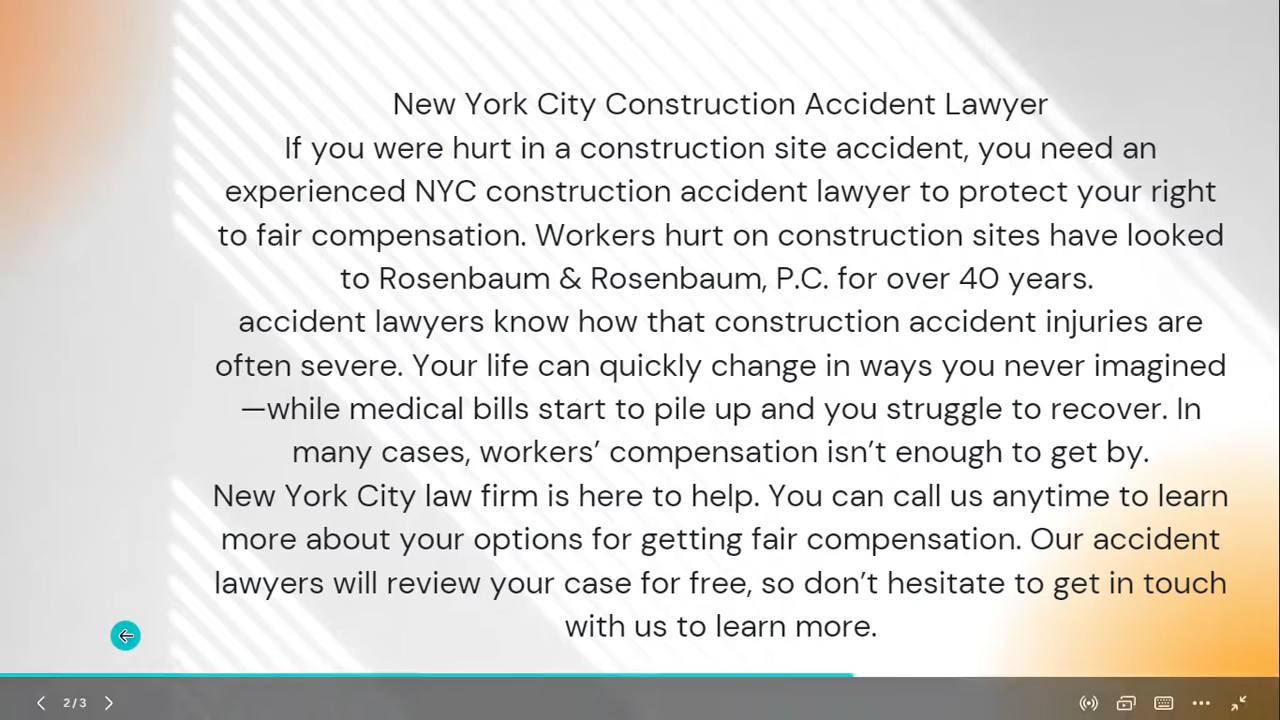 New York City Construction Accident Lawyer
If you were hurt in a construction site accident, you need an
experienced NYC construction accident lawyer to protect your right
to fair compensation. Workers hurt on construction sites have looked
to Rosenbaum & Rosenbaum, P.C. for over 40 years.
accident lawyers know how that construction accident injuries are
often severe. Your life can quickly change in ways you never imagined
—while medical bills start to pile up and you struggle to recover. In
many cases, workers’ compensation isn’t enough to get by.
New York City law firm is here to help. You can call us anytime to learn
more about your options for getting fair compensation. Our accident
lawyers will review your case for free, so don’t hesitate to get in touch
with us to learn more.
2/3